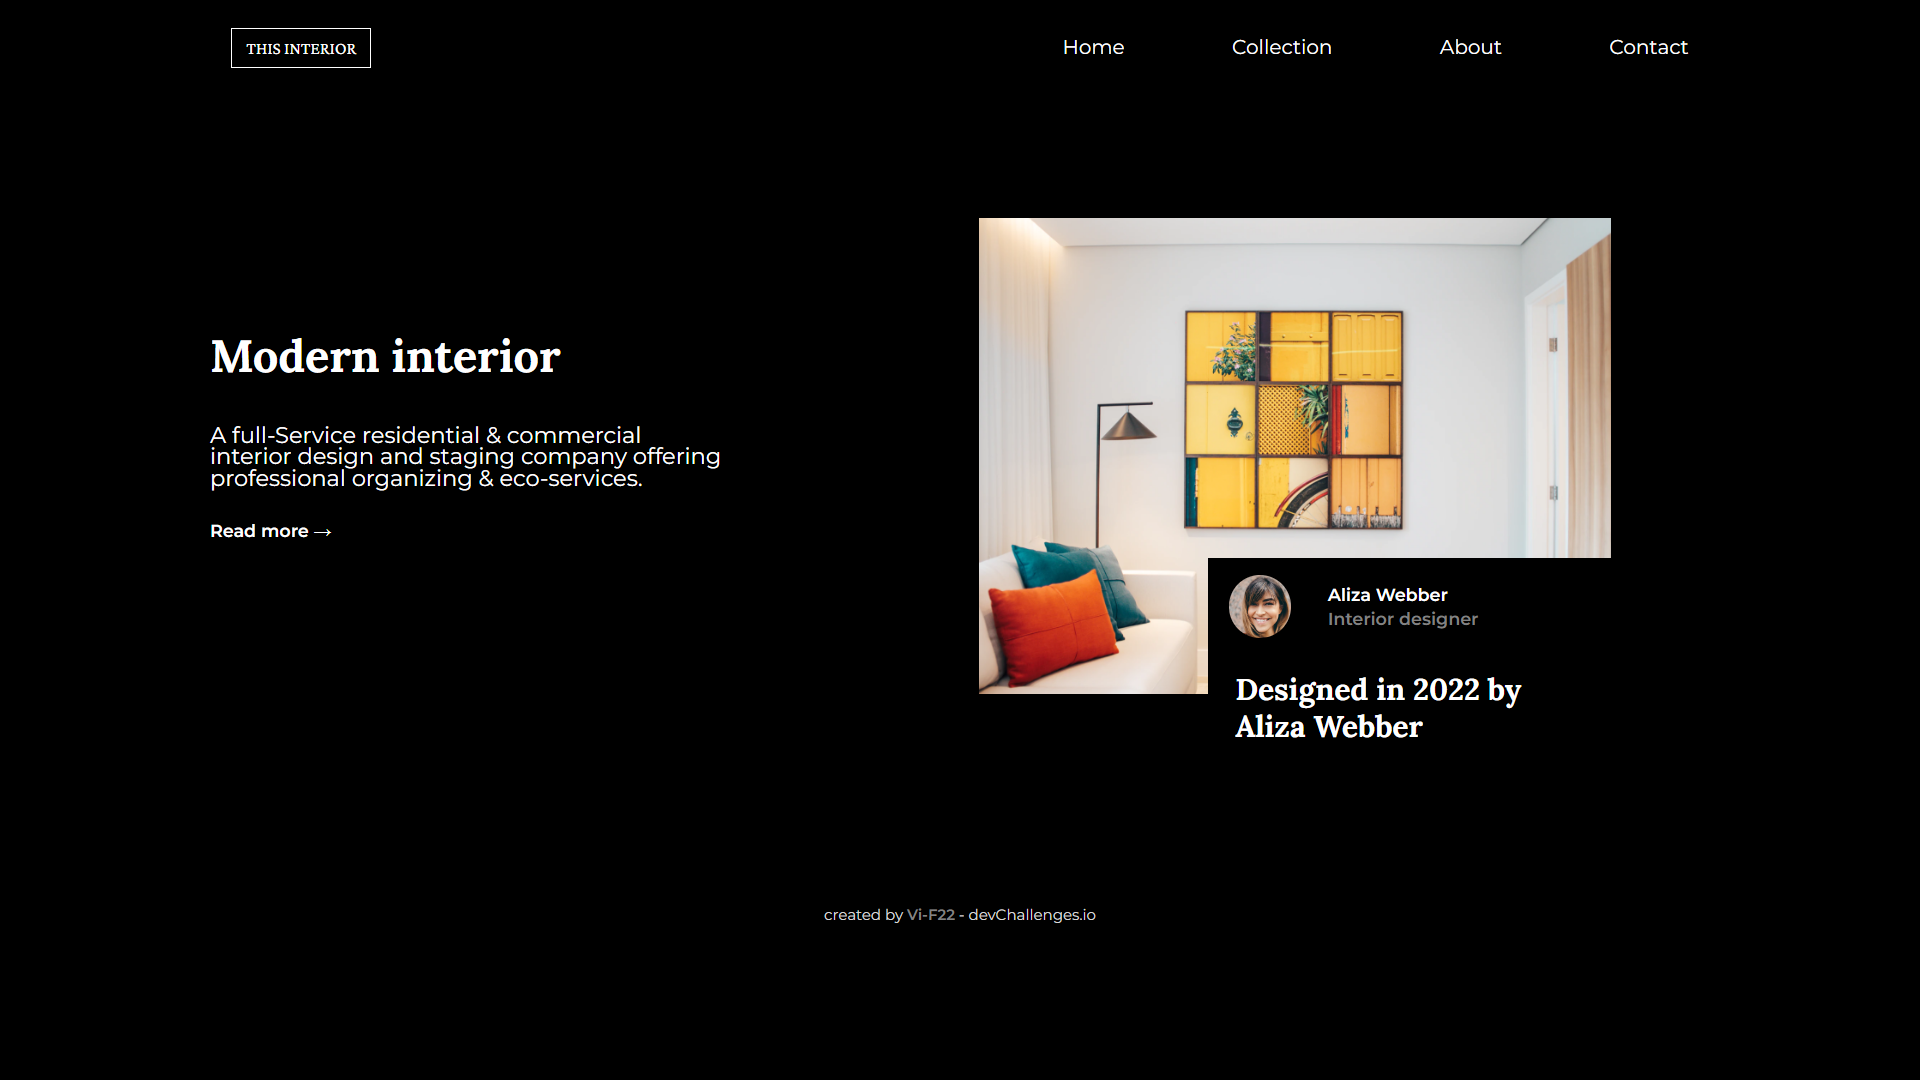 THIS INTERIOR
Home
Collection
About
Contact
Modern interior
A full-Service residential & commercial
interior design and staging company offering
professional organizing & eco-services.
Read more →
Aliza Webber
Interior designer
Designed in 2022 by
Aliza Webber
created by Vi-F22 - devChallenges.io